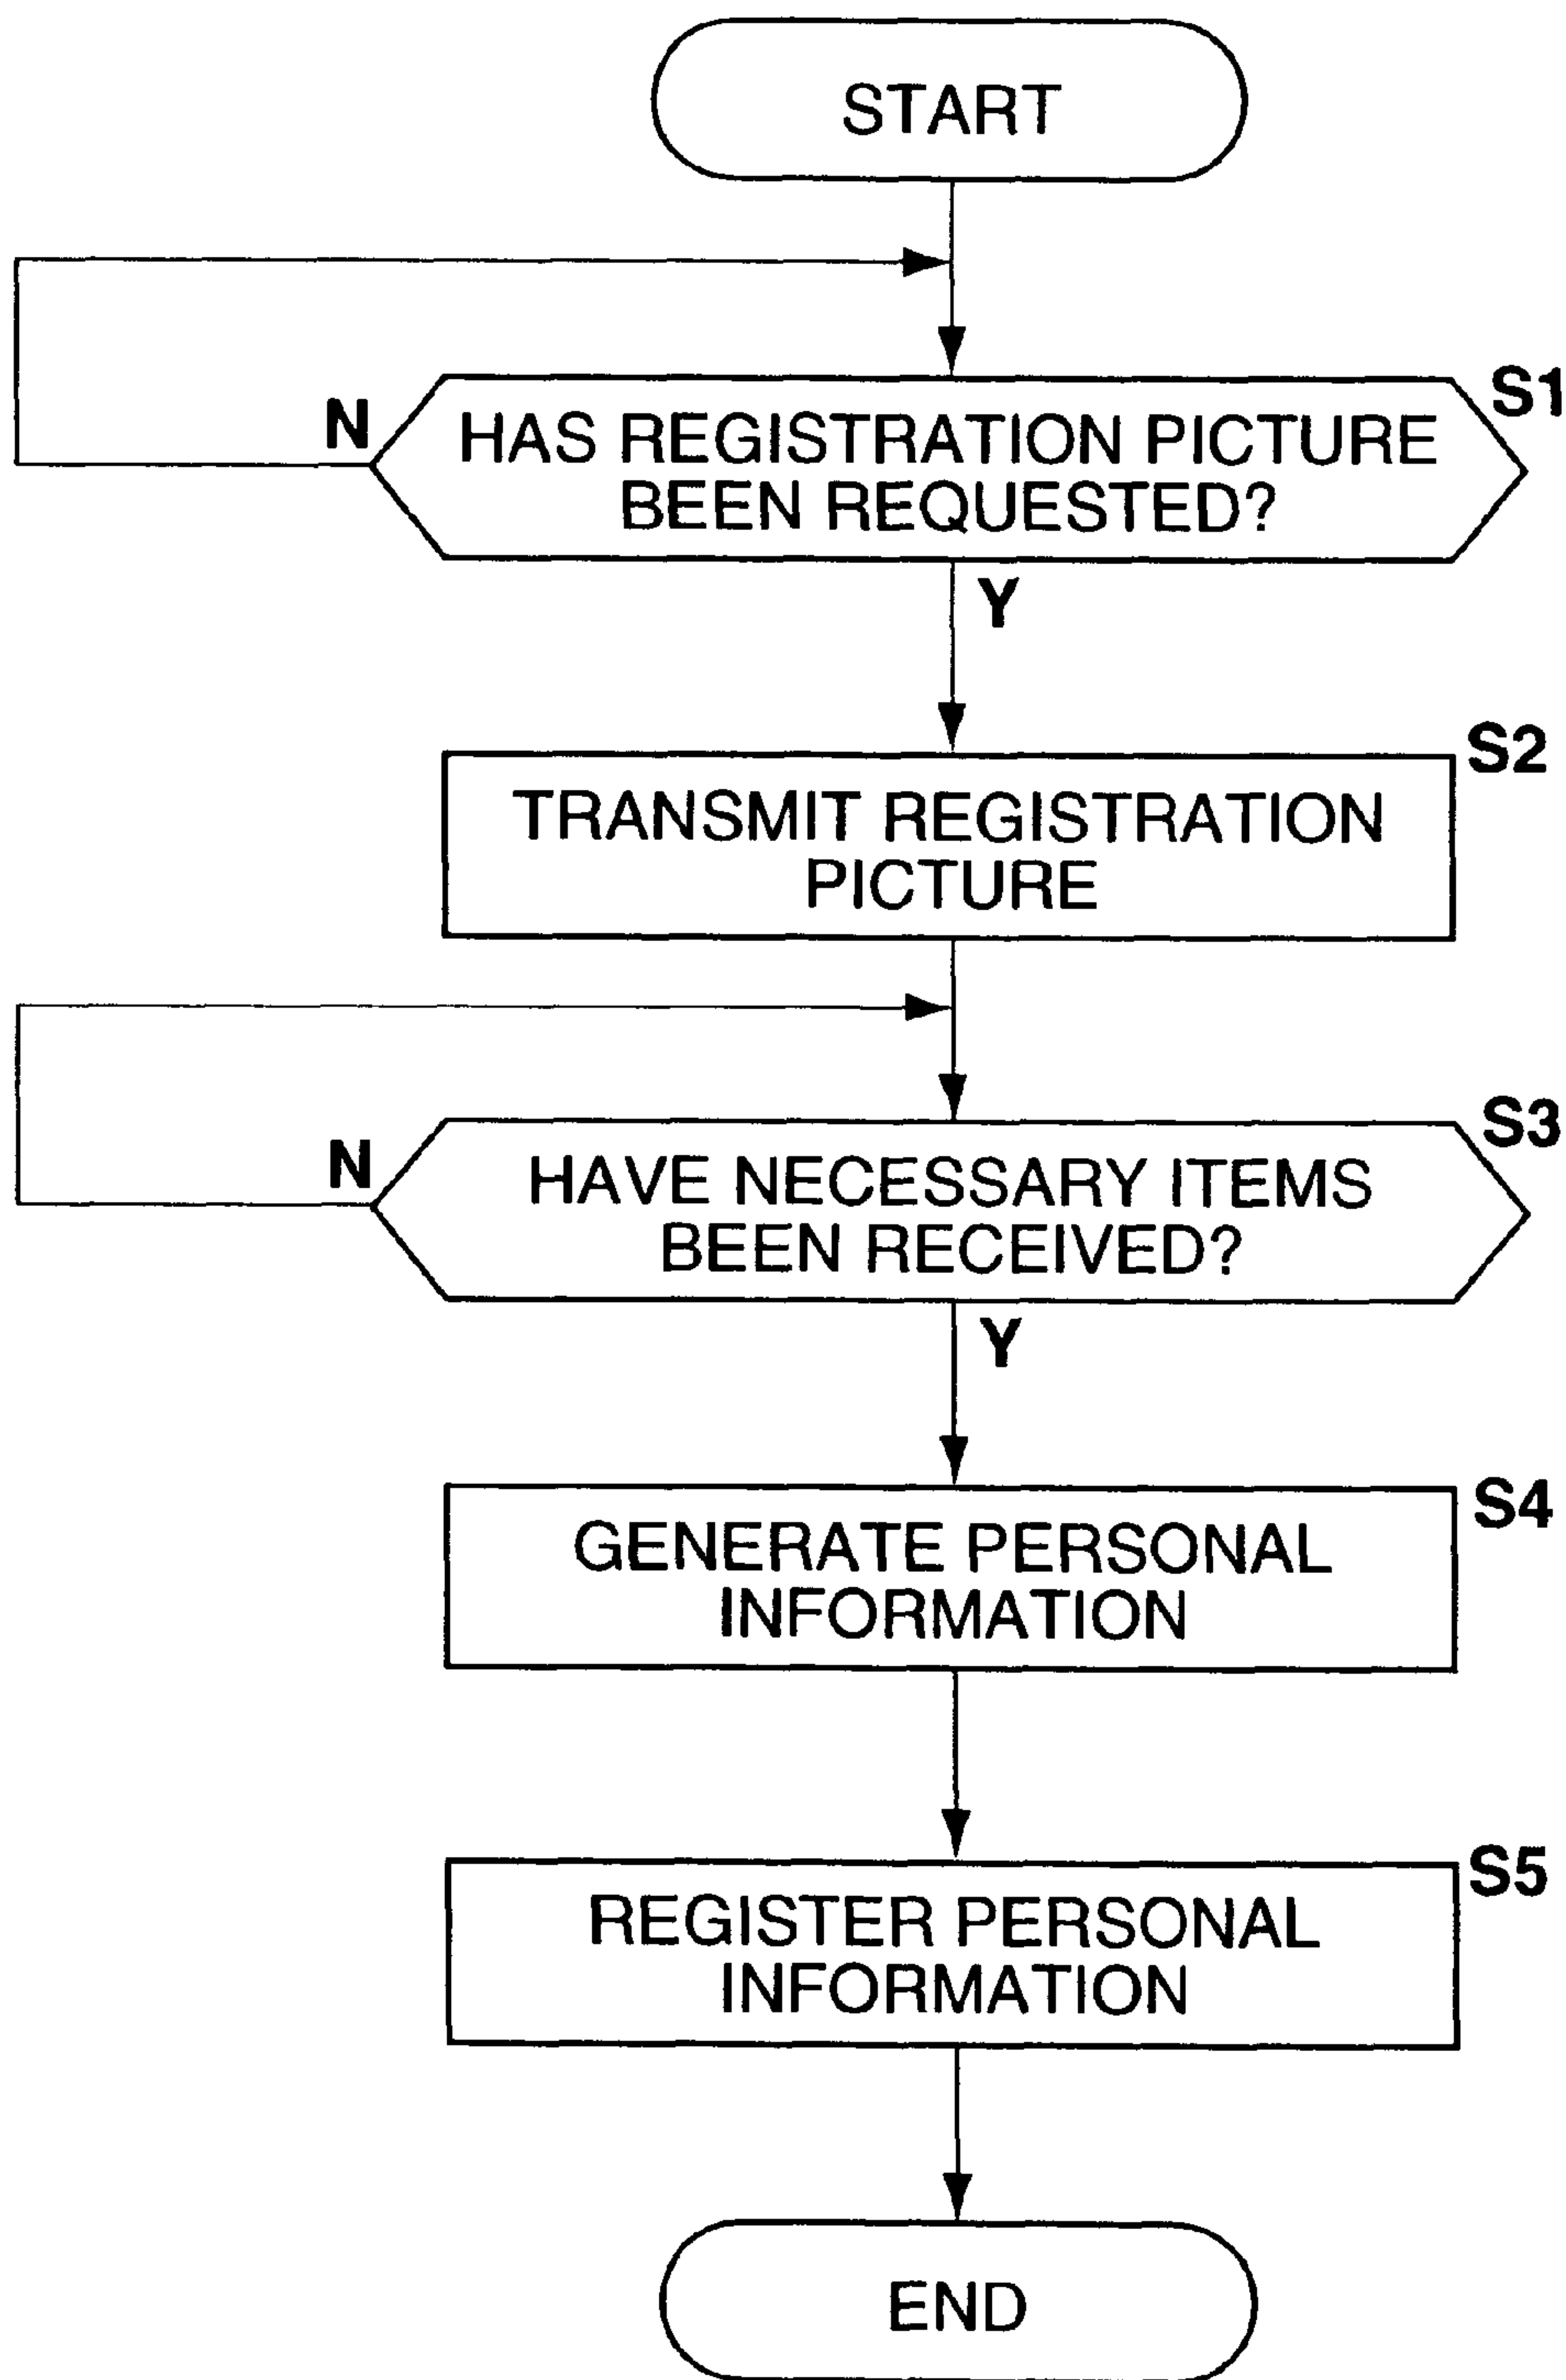 START
S1
N
HAS REGISTRATION PICTURE
BEEN REQUESTED?
Y
S2
TRANSMIT REGISTRATION
PICTURE
S3
N
HAVE NECESSARY ITEMS
BEEN RECEIVED?
Y
S4
GENERATE PERSONAL
INFORMATION
S5
REGISTER PERSONAL
INFORMATION
END